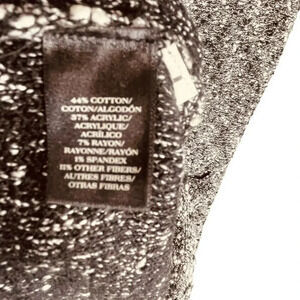 44% COTTON/
COTON/ALGODÓN
37% ACRYLIC/
ACRYLIQUE/
ACRÍLICO
7% RAYON/
RAYONNE/RAYÓN
1% SPANDEX
11% OTHER FIBERS/
AUTRES FIBRES/
OTRAS FIBRAS